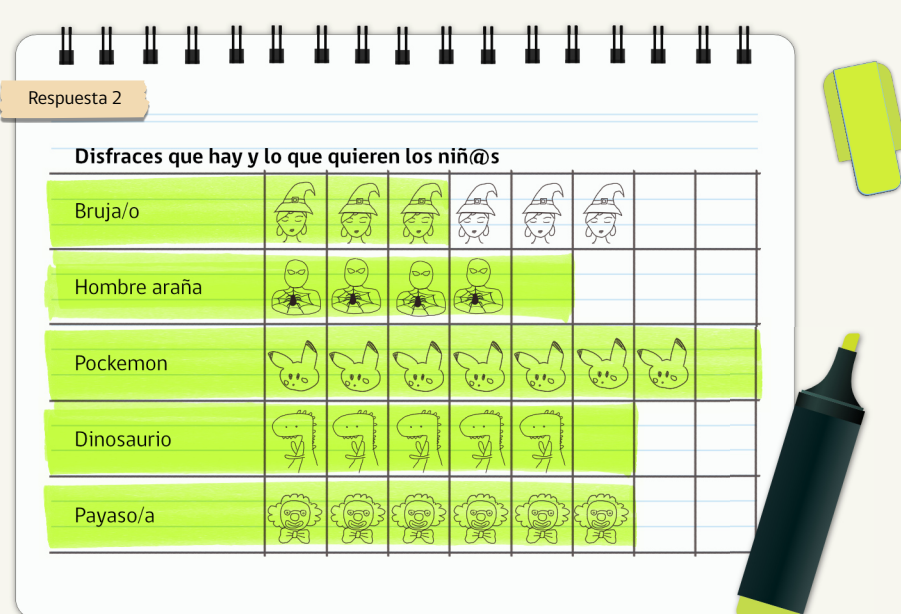 Respuesta 2
Disfraces que hay y lo que quieren los niñ@s
Bruja/o
Hombre araña
Pockemon
Dinosaurio
Payaso/a